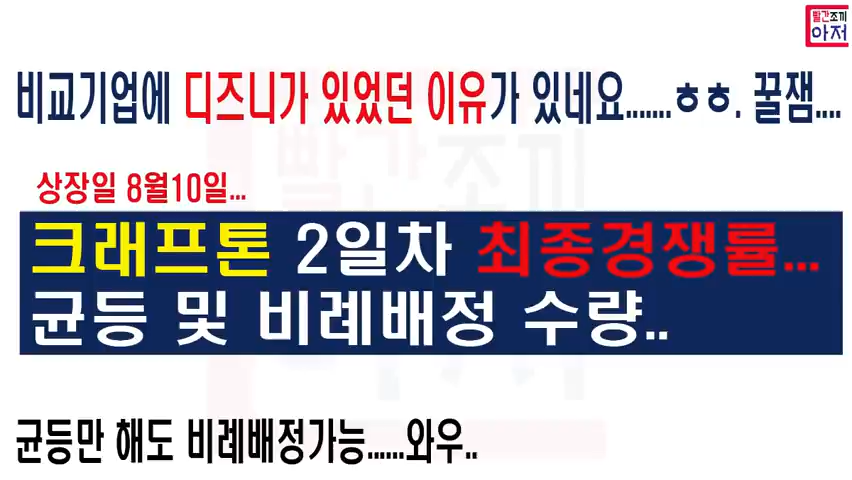 빨간조끼
아저
비교기업에 디즈니가 있었던 이유가 있네요.......ㅎㅎ. 꿀잼....
상장일 8월10일...
크래프톤 2일차 최종경쟁률...
균등 및 비례배정 수량..
균등만 해도 비례배정가능......와우..